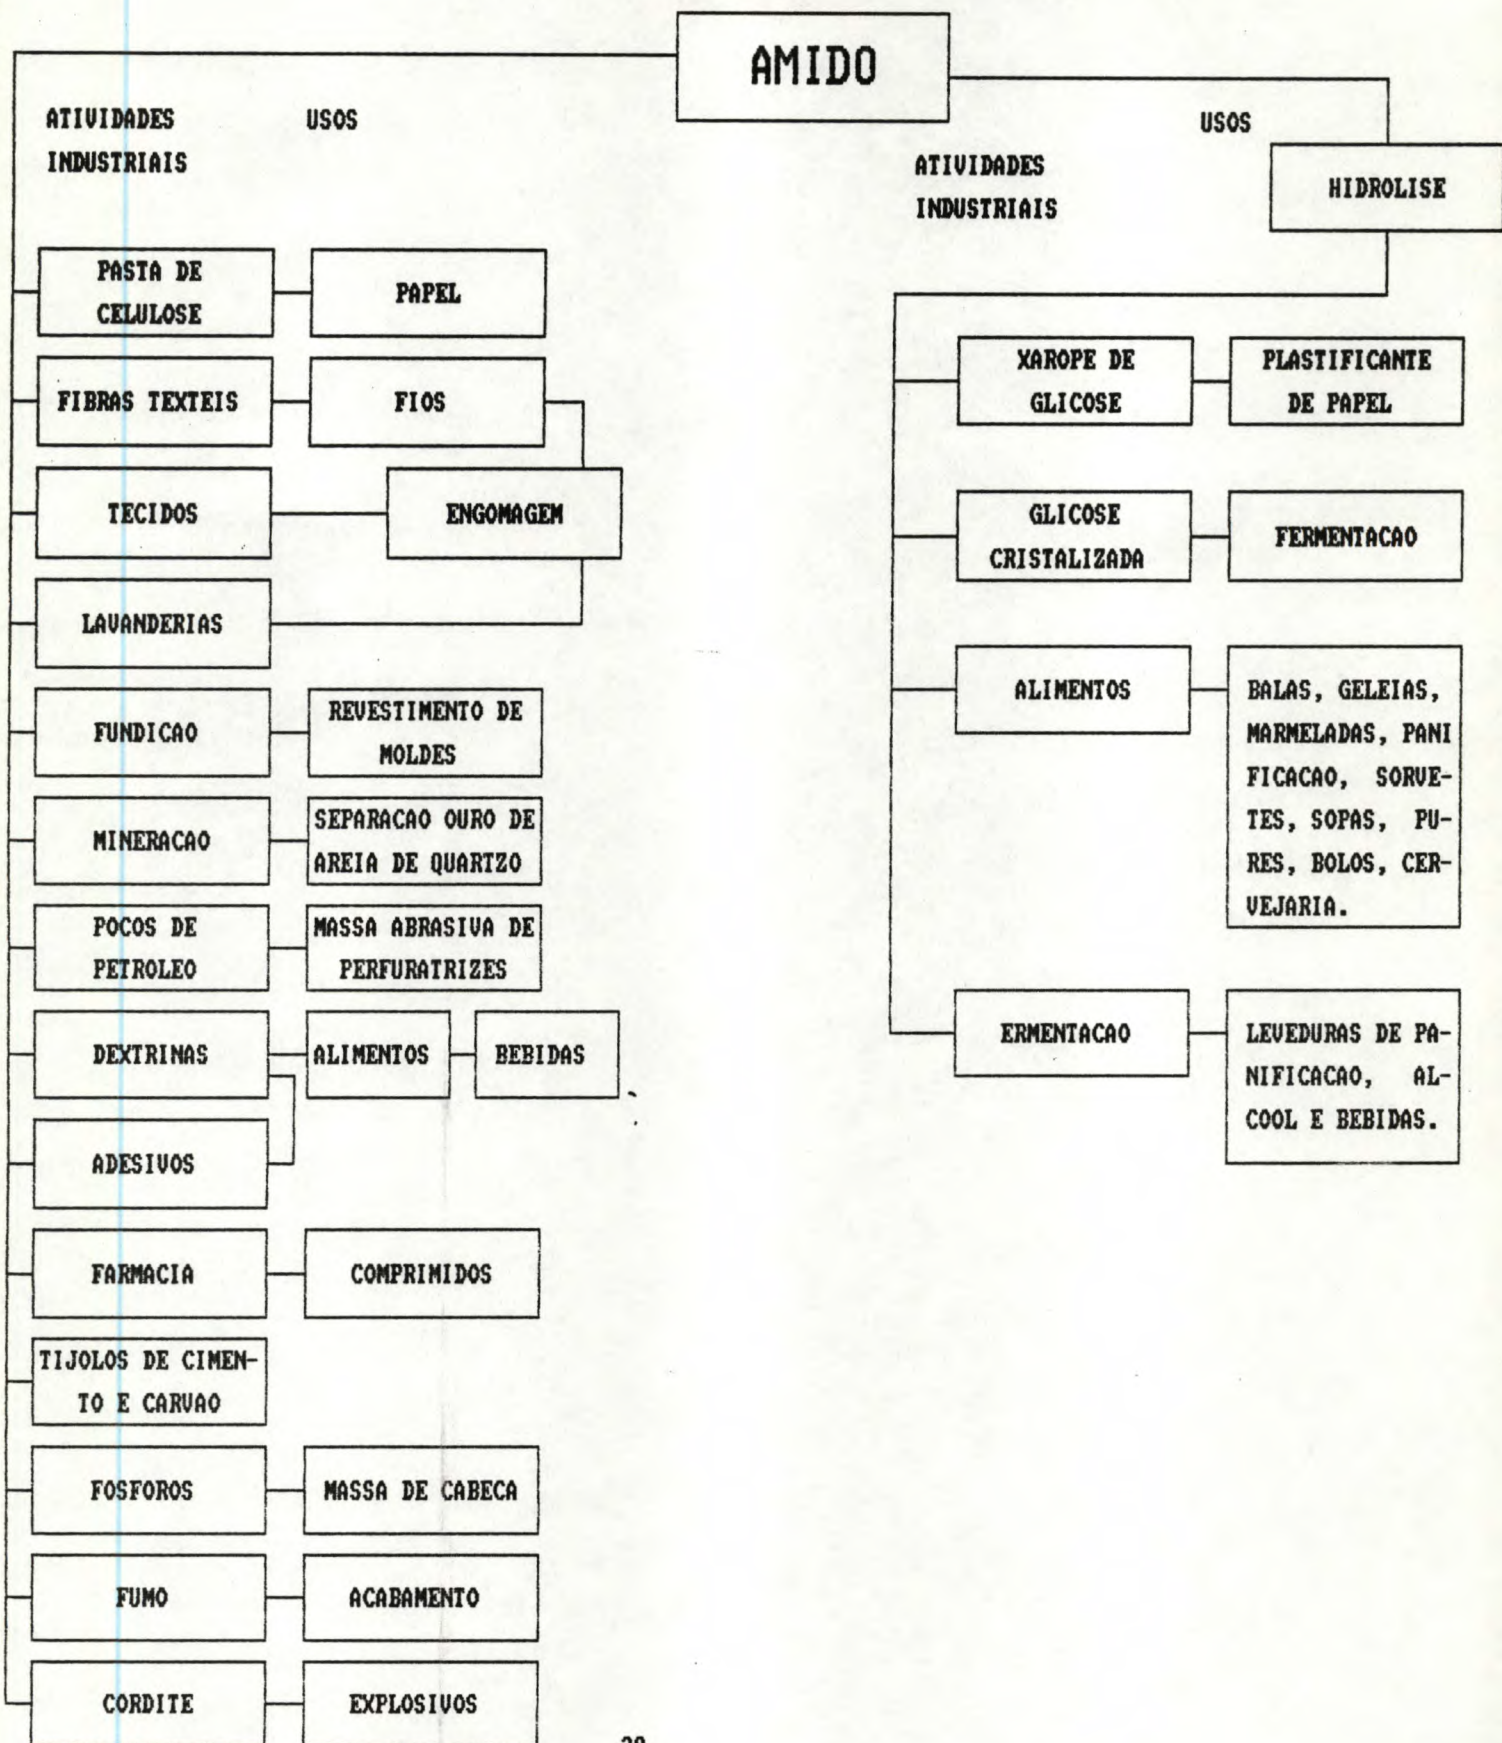 AMIDO
ATIVIDADES
INDUSTRIAIS
USOS
PASTA DE
CELULOSE
PAPEL
FIBRAS TEXTEIS
FIOS
TECIDOS
ENGOMAGEM
LAVANDERIAS
FUNDICAO
REVESTIMENTO DE
MOLDES
MINERACAO
SEPARACAO OURO DE
AREIA DE QUARTZO
POCOS DE
PETROLEO
MASSA ABRASIVA DE
PERFURATRIZES
DEXTRINAS
ALIMENTOS
BEBIDAS
ADESIVOS
FARMACIA
COMPRIMIDOS
TIJOLOS DE CIMEN-
TO E CARVAO
FOSFOROS
MASSA DE CABECA
FUMO
ACABAMENTO
CORDITE
EXPLOSIVOS
USOS
ATIVIDADES
INDUSTRIAIS
HIDROLISE
XAROPE DE
GLICOSE
PLASTIFICANTE
DE PAPEL
GLICOSE
CRISTALIZADA
FERMENTACAO
ALIMENTOS
BALAS, GELEIAS,
MARMELADAS, PANI
FICACAO, SORVE-
TES, SOPAS, PU-
RES, BOLOS, CER-
VEJARIA.
ERMENTACAO
LEVEDURAS DE PA-
NIFICACAO, AL-
COOL E BEBIDAS.